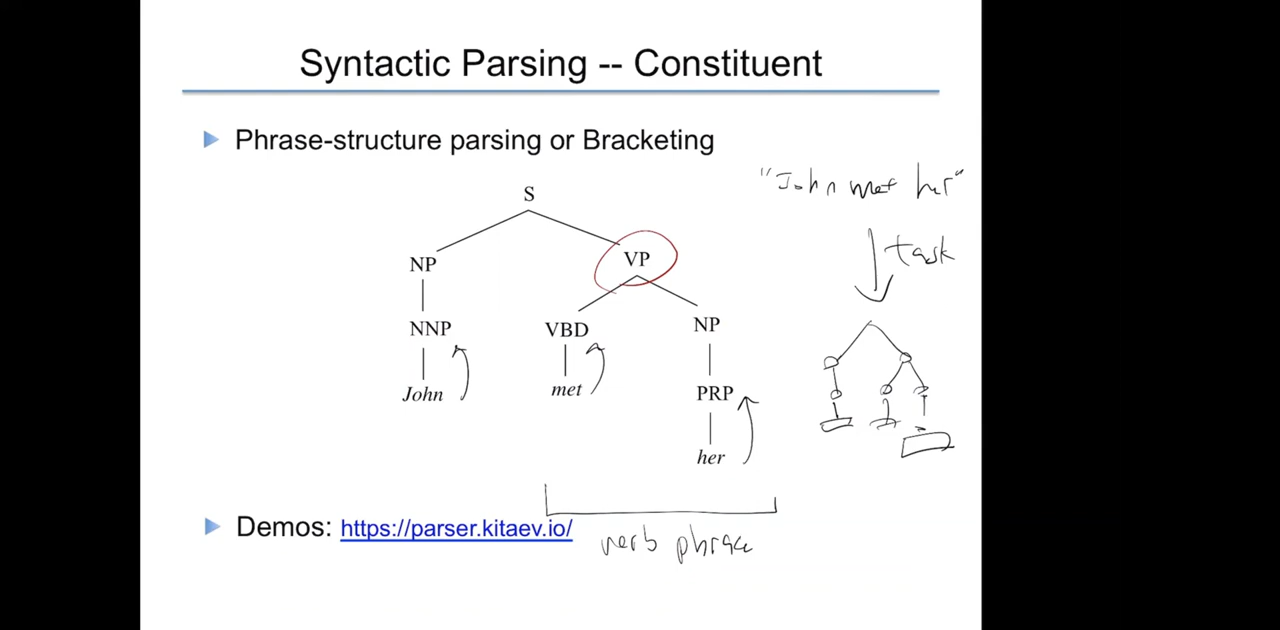 Syntactic Parsing -- Constituent
Phrase-structure parsing or Bracketing
"John met her"
S
task
NP VP
NNP VBD NP
John met PRP
her
Demos: https://parser.kitaev.io/
verb phrase